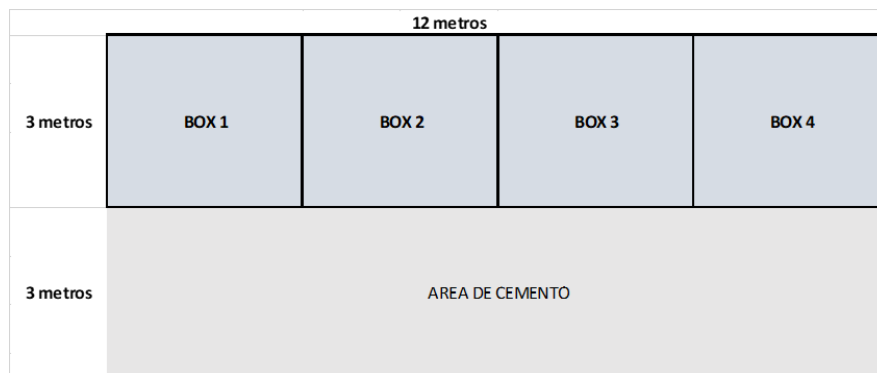 12 metros
3 metros
BOX 1
BOX 2
BOX 3
BOX 4
3 metros
AREA DE CEMENTO